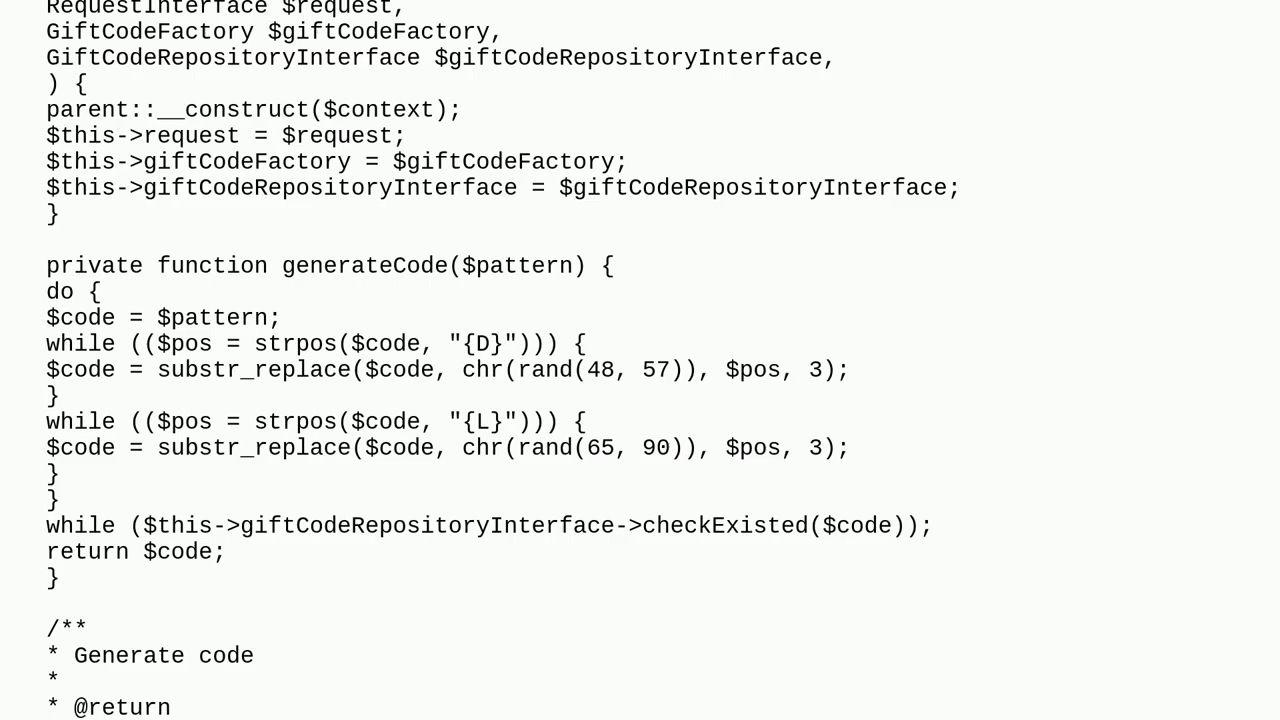 RequestInterface $request,
GiftCodeFactory $giftCodeFactory,
GiftCodeRepositoryInterface $giftCodeRepositoryInterface,
) {
parent::__construct($context);
$this->request = $request;
$this->giftCodeFactory = $giftCodeFactory;
$this->giftCodeRepositoryInterface = $giftCodeRepositoryInterface;
}
private function generateCode($pattern) {
do {
$code = $pattern;
while (($pos = strpos($code, "{D}"))) {
$code = substr_replace($code, chr(rand(48, 57)), $pos, 3);
}
while (($pos = strpos($code, "{L}"))) {
$code = substr_replace($code, chr(rand(65, 90)), $pos, 3);
}
}
while ($this->giftCodeRepositoryInterface->checkExisted($code));
return $code;
}
/**
* Generate code
*
* @return